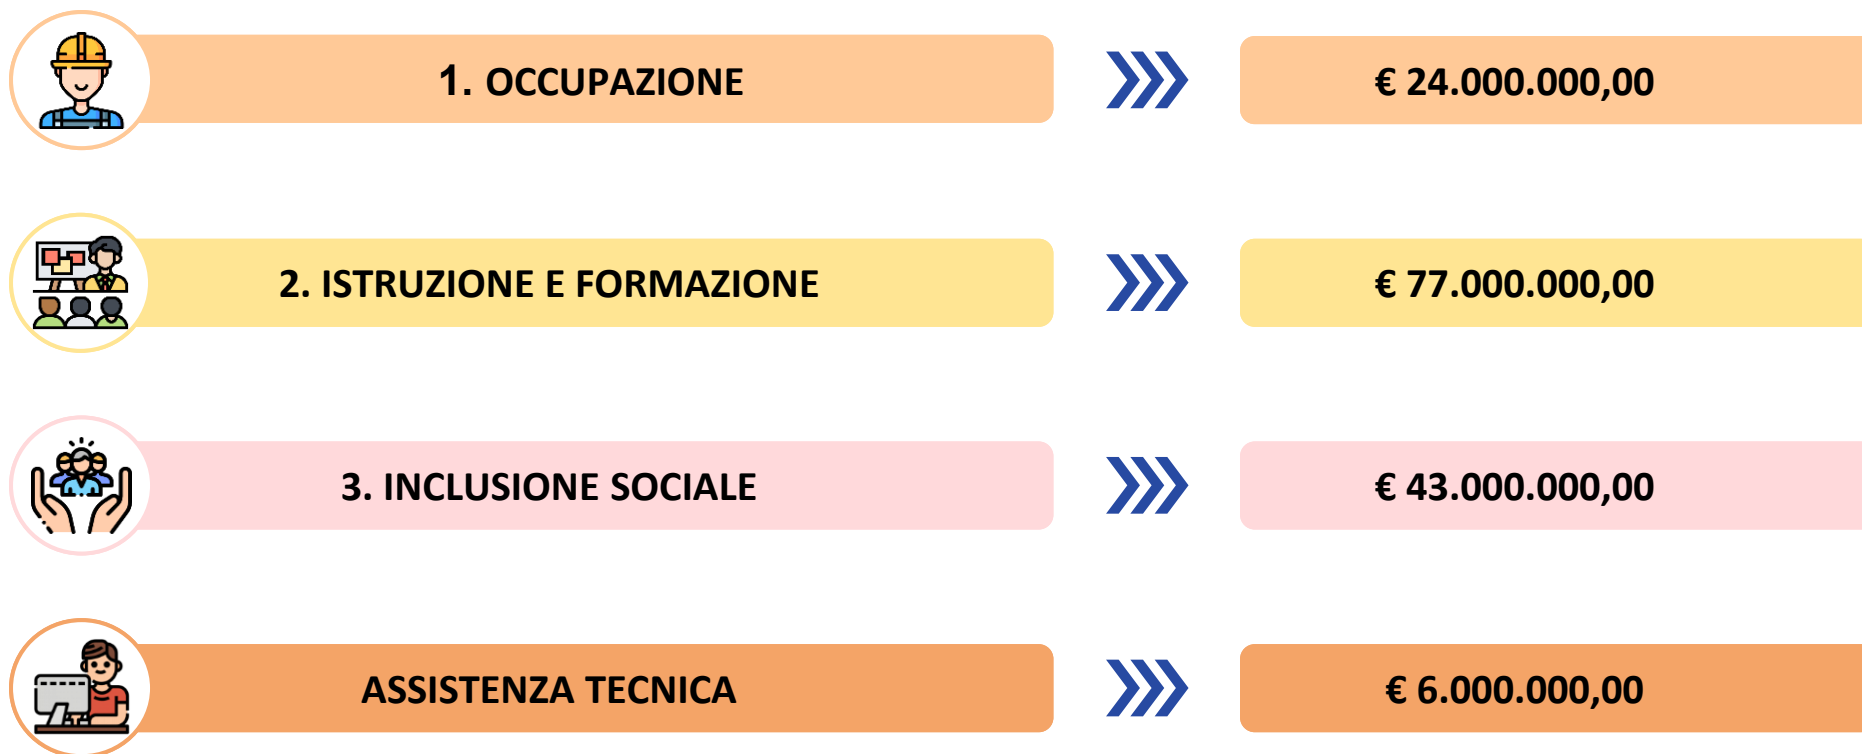 1. OCCUPAZIONE
€ 24.000.000,00
2. ISTRUZIONE E FORMAZIONE
€ 77.000.000,00
3. INCLUSIONE SOCIALE
€ 43.000.000,00
ASSISTENZA TECNICA
€ 6.000.000,00